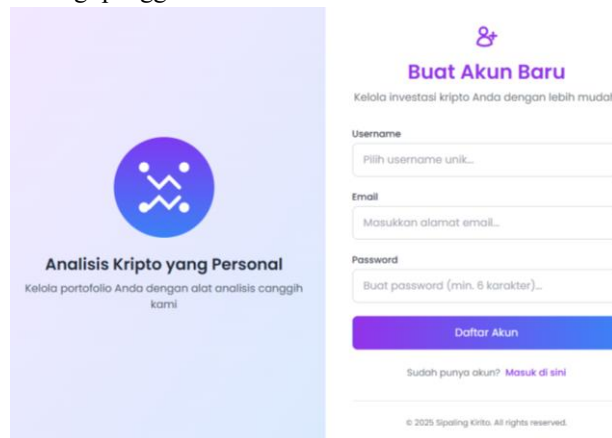 Analisis Kripto yang Personal
Kelola portofolio Anda dengan alat analisis canggih
kami
Buat Akun Baru
Kelola investasi kripto Anda dengan lebih mudah
Username
Pilih username unik...
Email
Masukkan alamat email...
Password
Buat password (min. 6 karakter)...
Daftar Akun
Sudah punya akun? Masuk di sini
© 2025 Sipaling Kirito. All rights reserved.